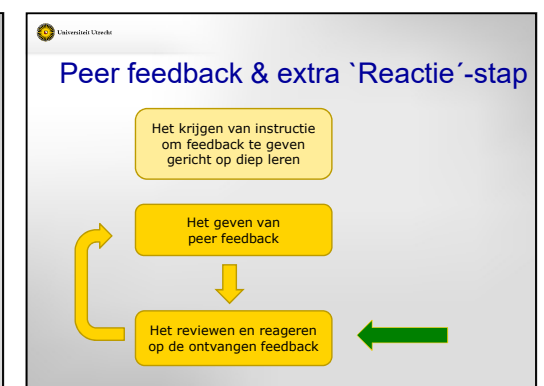 Universiteit Utrecht
Peer feedback & extra `Reactie´-stap
Het krijgen van instructie
om feedback te geven
gericht op diep leren
Het geven van
peer feedback
Het reviewen en reageren
op de ontvangen feedback